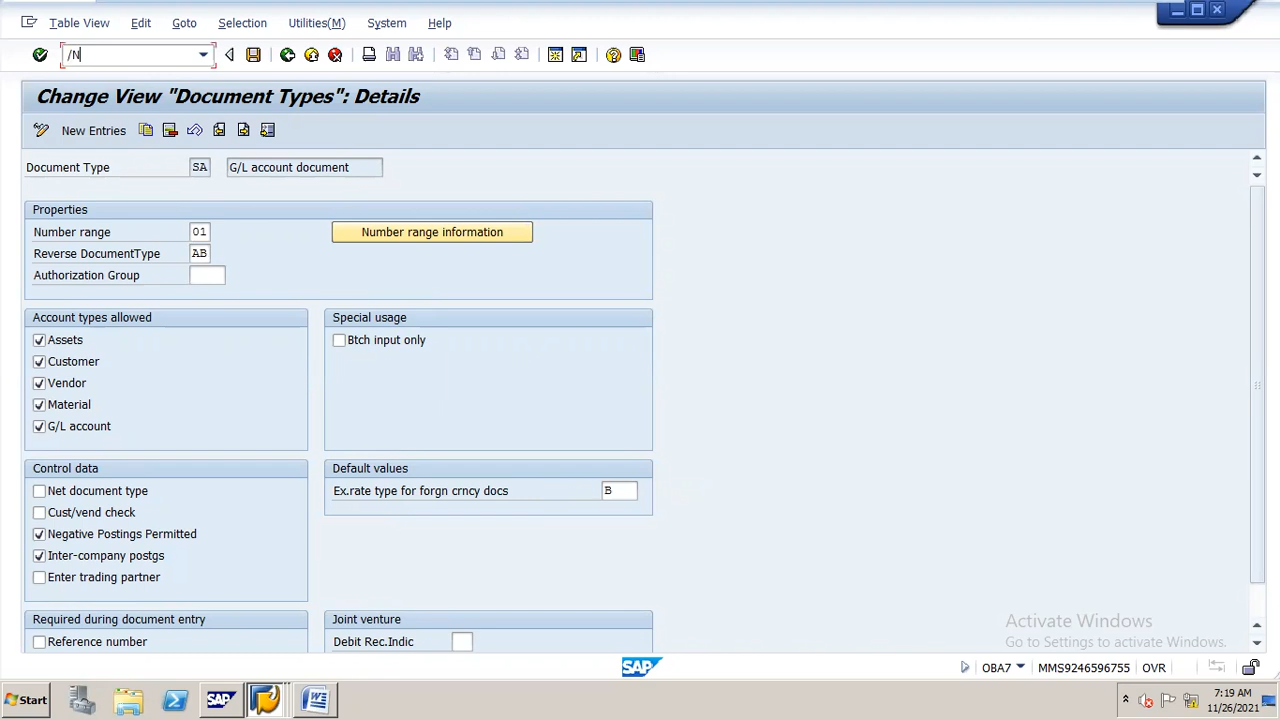 Table View Edit Goto Selection Utilities(M) System Help
/N
Change View "Document Types": Details
New Entries
Document Type SA G/L account document
Properties
Number range 01 Number range information
Reverse DocumentType AB
Authorization Group
Account types allowed Special usage
Assets Btch input only
Customer
Vendor
Material
G/L account
Control data Default values
Net document type Ex.rate type for forgn crncy docs B
Cust/vend check
Negative Postings Permitted
Inter-company postgs
Enter trading partner
Required during document entry Joint venture
Reference number Debit Rec.Indic
Activate Windows
Go to Settings to activate Windows.
SAP OBA7 MMS9246596755 OVR
Start SAP 7:19 AM
11/26/2021